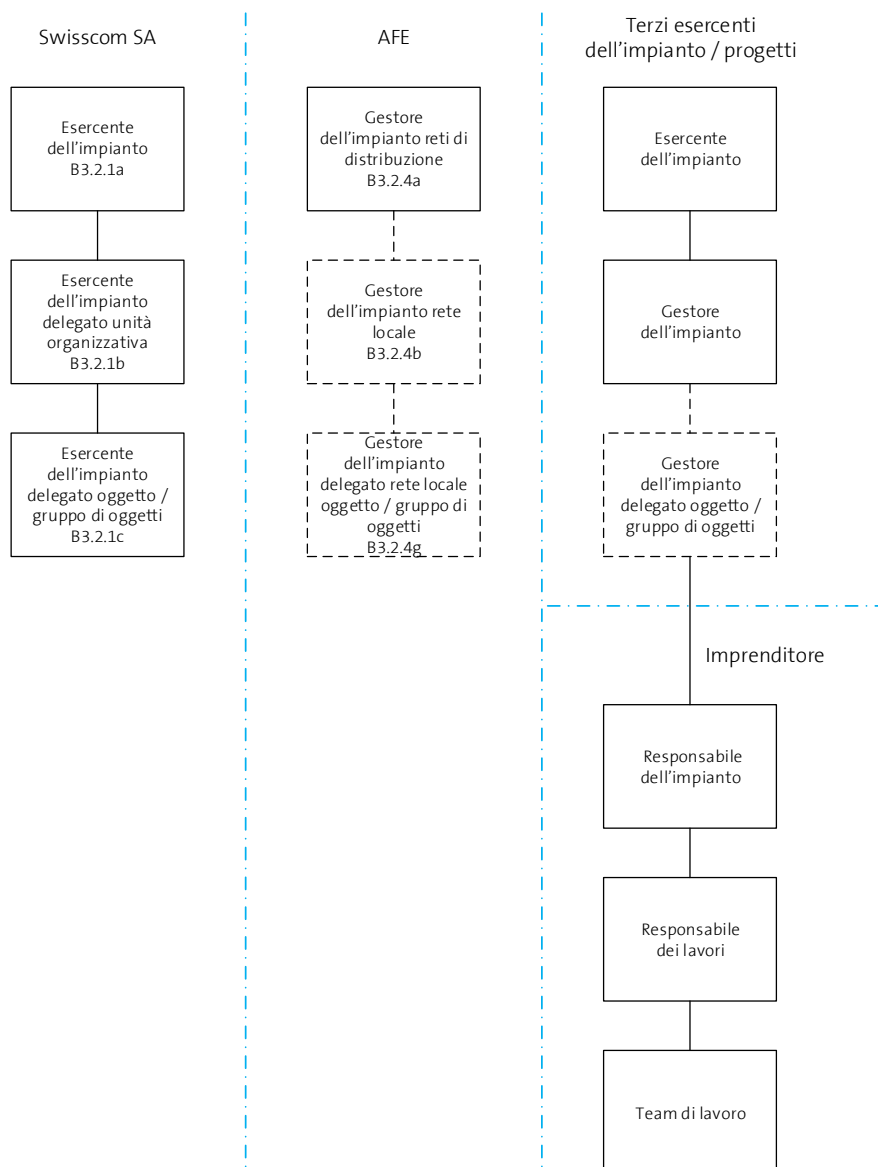 Swisscom SA
AFE
Terzi esercenti
dell'impianto / progetti
Esercente
dell'impianto
B3.2.1a
Gestore
dell'impianto reti di
distribuzione
B3.2.4a
Esercente
dell'impianto
Esercente
dell'impianto
delegato unità
organizzativa
B3.2.1b
Gestore
dell'impianto rete
locale
B3.2.4b
Gestore
dell'impianto
Esercente
dell'impianto
delegato oggetto /
gruppo di oggetti
B3.2.1c
Gestore
dell'impianto
delegato rete locale
oggetto / gruppo di
oggetti
B3.2.4g
Gestore
dell'impianto
delegato oggetto /
gruppo di oggetti
Imprenditore
Responsabile
dell'impianto
Responsabile
dei lavori
Team di lavoro